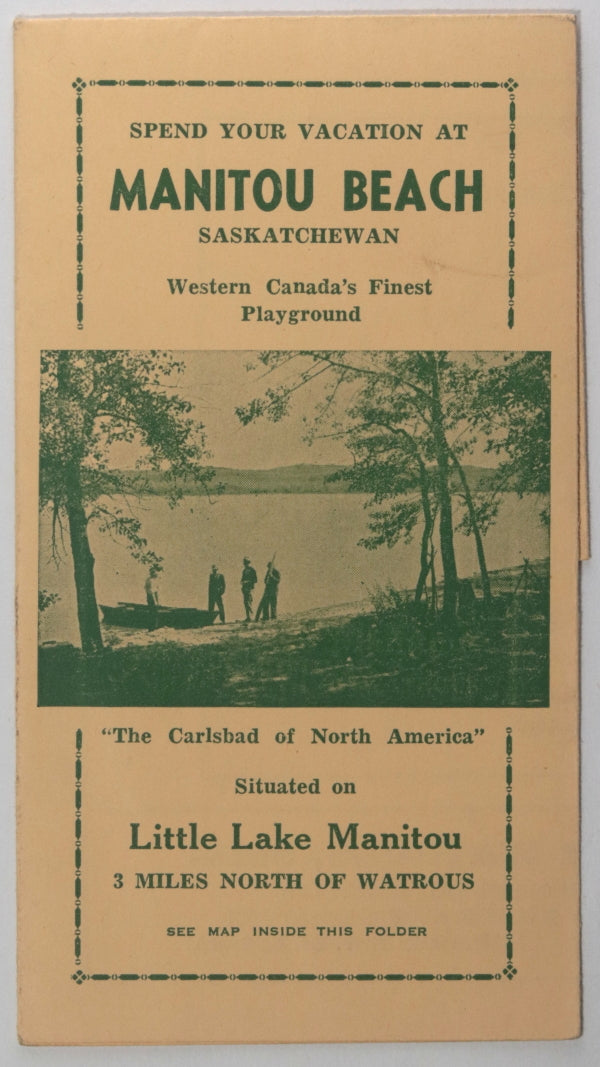 SPEND YOUR VACATION AT
MANITOU BEACH
SASKATCHEWAN
Western Canada's Finest
Playground
"The Carlsbad of North America"
Situated on
Little Lake Manitou
3 MILES NORTH OF WATROUS
SEE MAP INSIDE THIS FOLDER